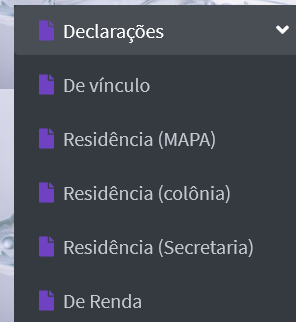 Declarações
De vínculo
Residência (MAPA)
Residência (colônia)
Residência (Secretaria)
De Renda